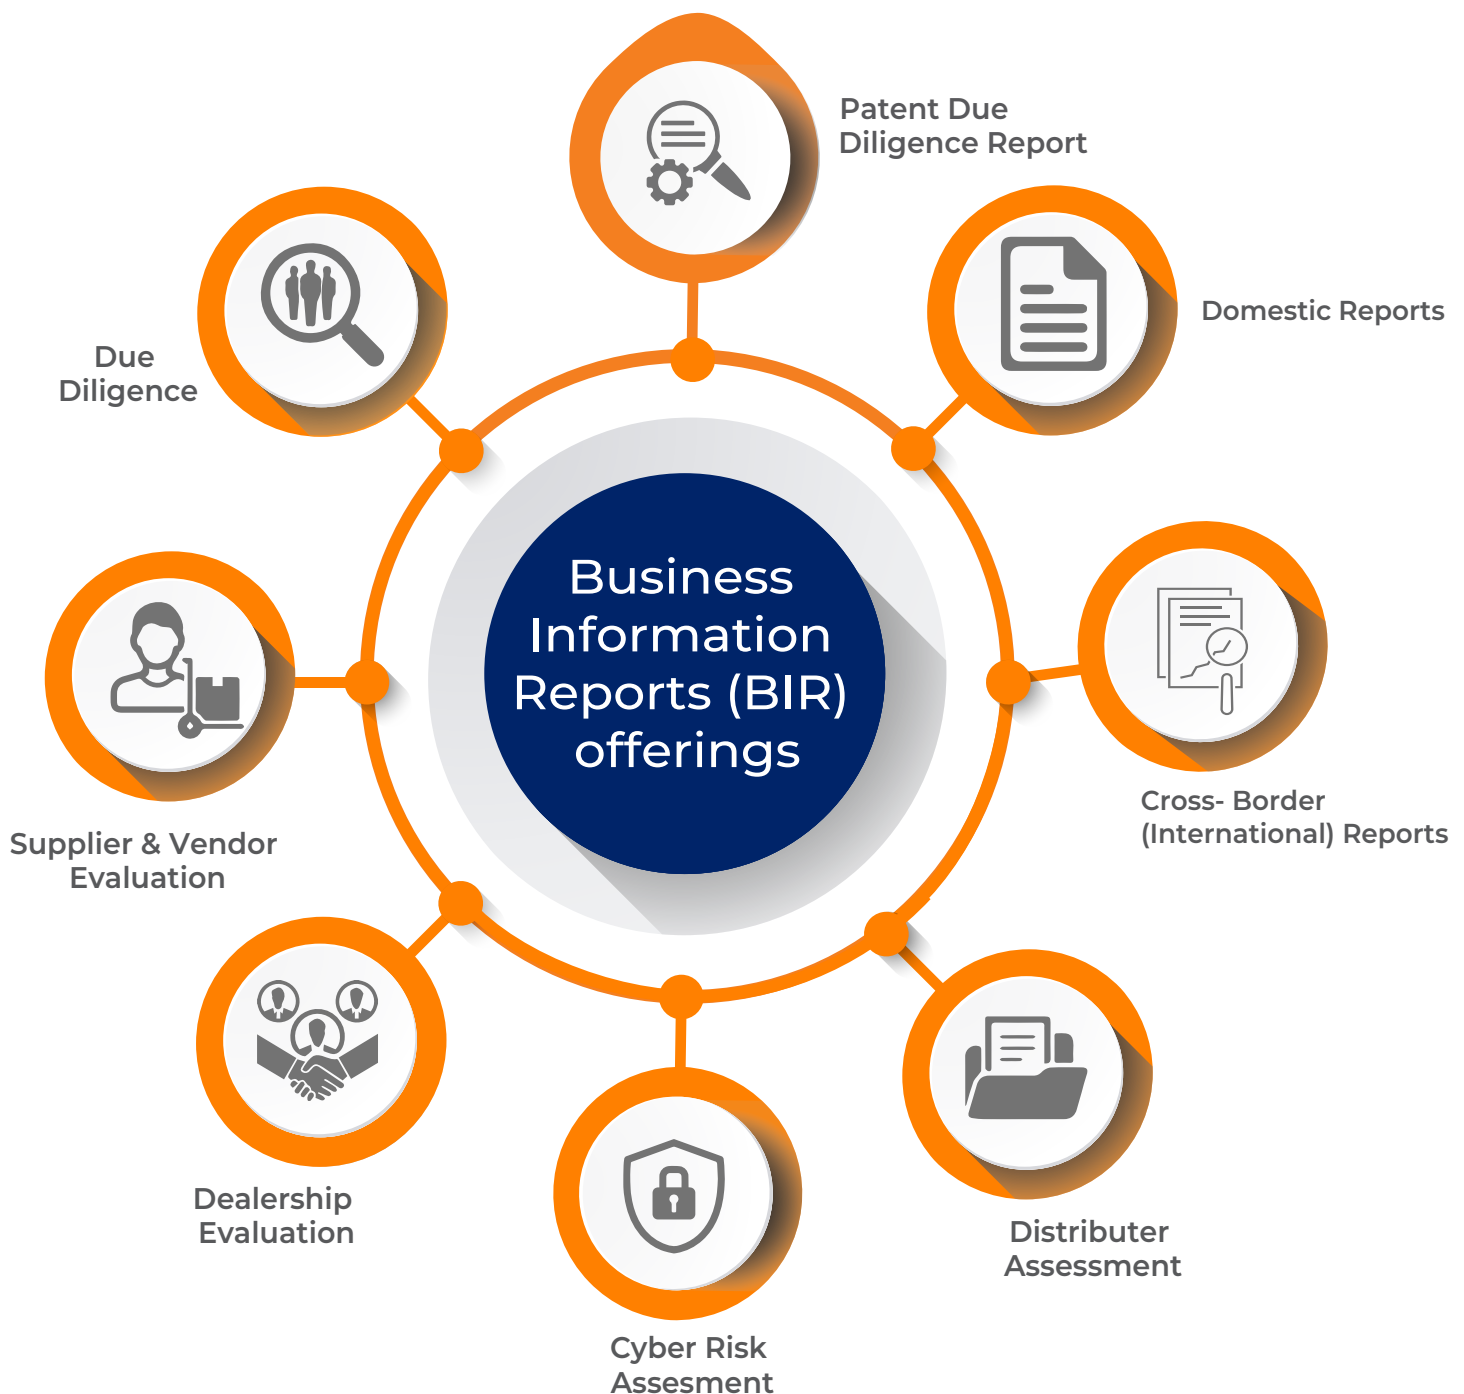 Patent Due
Diligence Report
Domestic Reports
Due
Diligence
Business
Information
Reports (BIR)
offerings
Cross- Border
(International) Reports
Supplier & Vendor
Evaluation
Dealership
Evaluation
Distributer
Assessment
Cyber Risk
Assesment